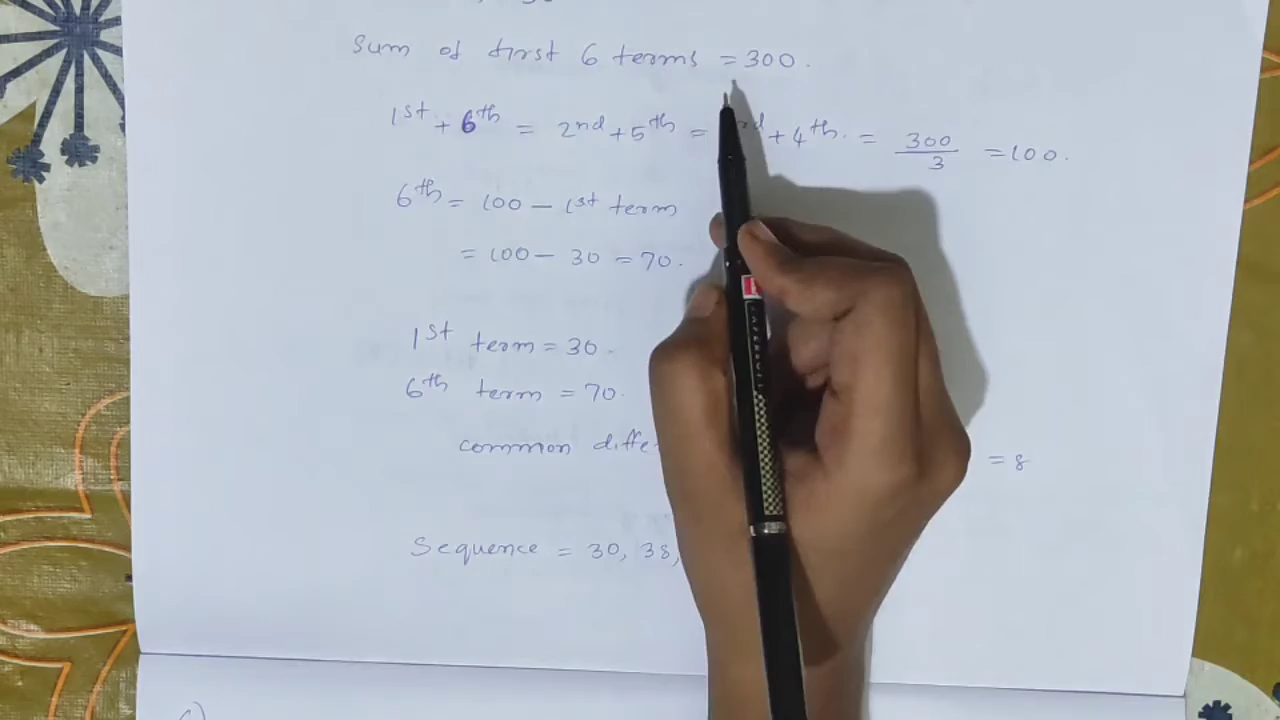 Sum of first 6 terms = 300.
1st + 6th = 2nd + 5th = rd + 4th. = 300/3 = 100.
6th = 100 - 1st term
= 100 - 30 = 70.
1st term = 30.
6th term = 70.
common diffe = 8
Sequence = 30, 38,
c)